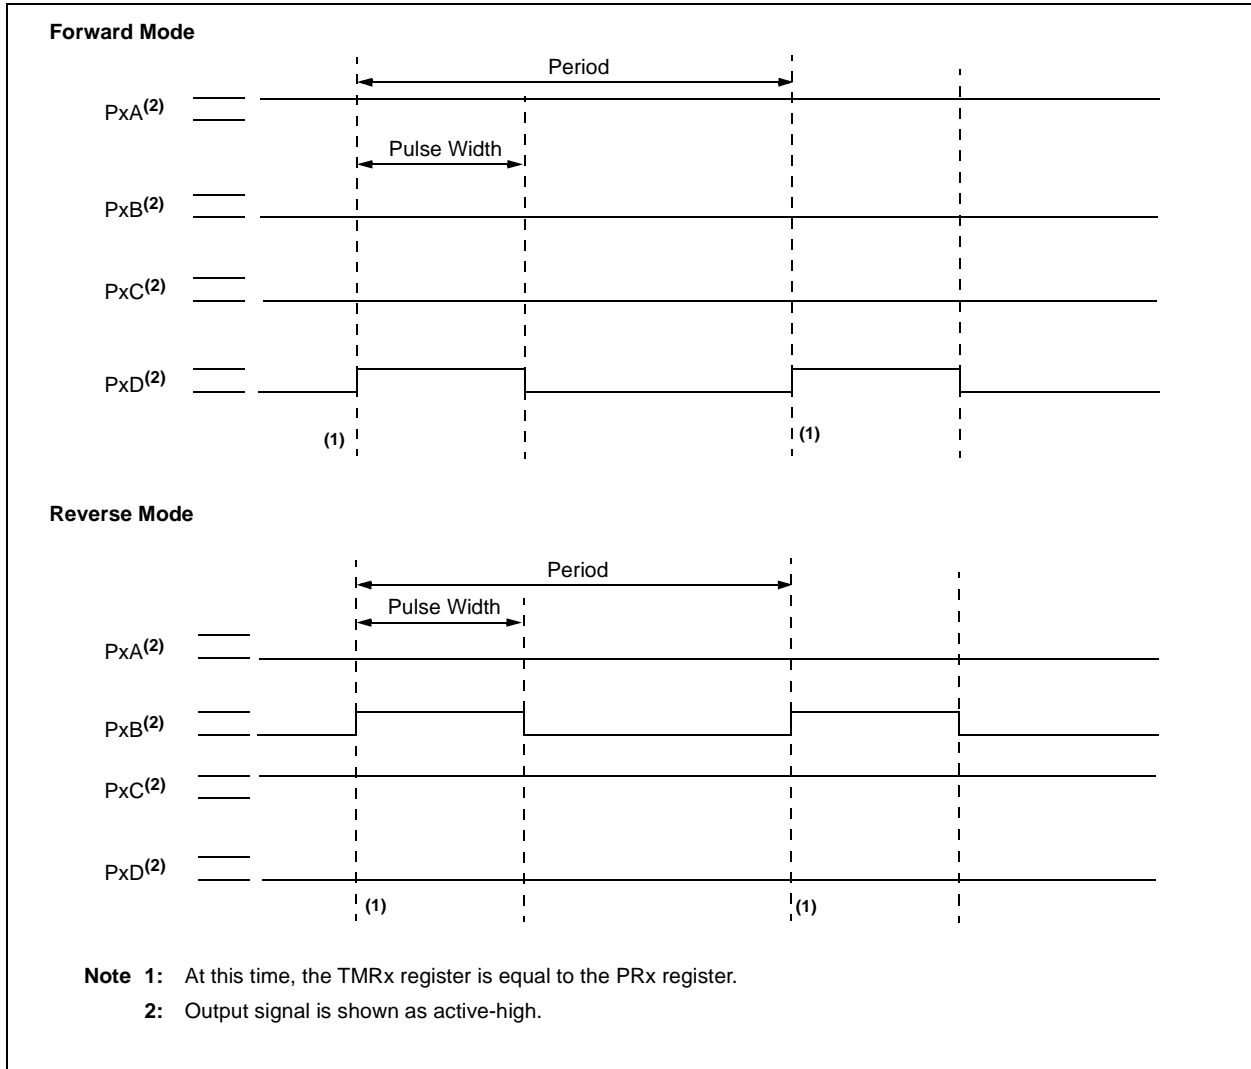 Forward Mode
Period
PxA(2)
Pulse Width
PxB(2)
PxC(2)
PxD(2)
(1) (1)
Reverse Mode
Period
Pulse Width
PxA(2)
PxB(2)
PxC(2)
PxD(2)
(1) (1)
Note 1: At this time, the TMRx register is equal to the PRx register.
2: Output signal is shown as active-high.